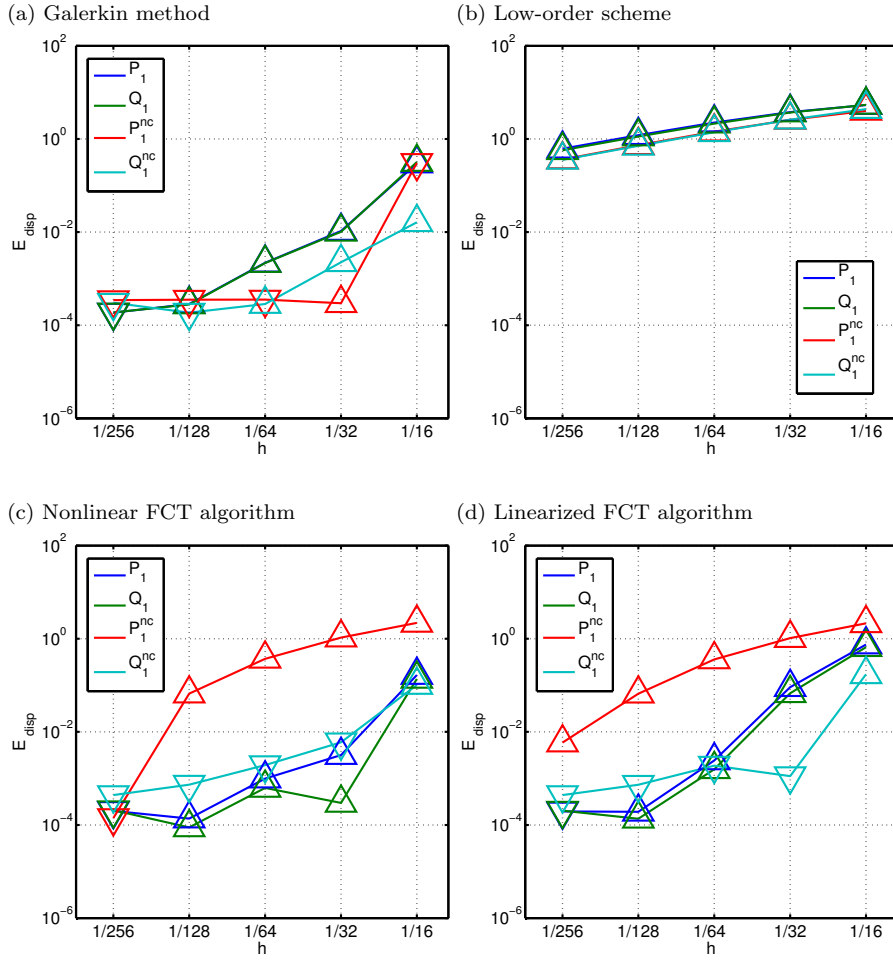 (a) Galerkin method
10^2
10^0
10^-2
10^-4
10^-6
E_disp
P_1
Q_1
P_1^nc
Q_1^nc
1/256 1/128 1/64 1/32 1/16
h
(b) Low-order scheme
10^2
10^0
10^-2
10^-4
10^-6
E_disp
P_1
Q_1
P_1^nc
Q_1^nc
1/256 1/128 1/64 1/32 1/16
h
(c) Nonlinear FCT algorithm
10^2
10^0
10^-2
10^-4
10^-6
E_disp
P_1
Q_1
P_1^nc
Q_1^nc
1/256 1/128 1/64 1/32 1/16
h
(d) Linearized FCT algorithm
10^2
10^0
10^-2
10^-4
10^-6
E_disp
P_1
Q_1
P_1^nc
Q_1^nc
1/256 1/128 1/64 1/32 1/16
h